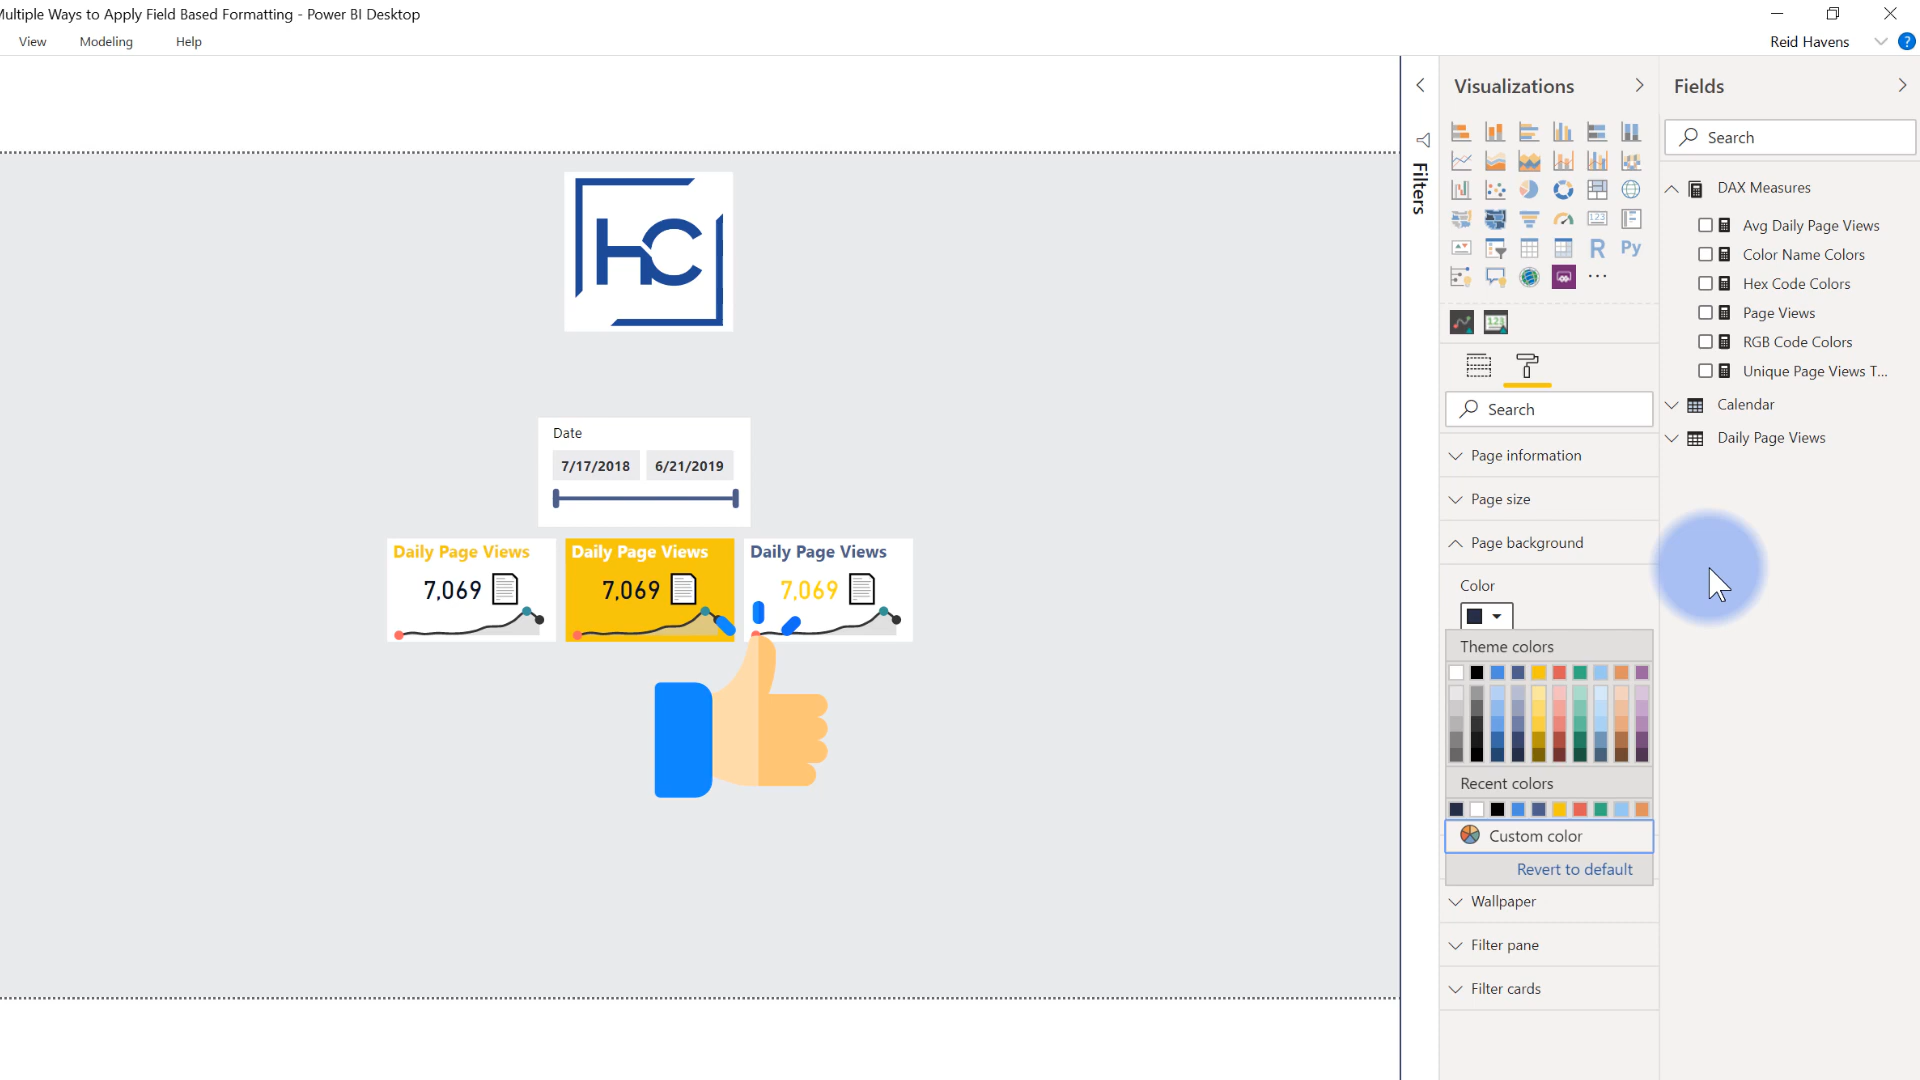 Multiple Ways to Apply Field Based Formatting - Power BI Desktop
View Modeling Help
Reid Havens
?
HC
Date
7/17/2018 6/21/2019
Daily Page Views
7,069
Daily Page Views
7,069
Daily Page Views
7,069
Filters
Visualizations
123
R Py
123
Search
Page information
Page size
Page background
Color
Theme colors
Recent colors
Custom color
Revert to default
Wallpaper
Filter pane
Filter cards
Fields
Search
DAX Measures
Avg Daily Page Views
Color Name Colors
Hex Code Colors
Page Views
RGB Code Colors
Unique Page Views T...
Calendar
Daily Page Views